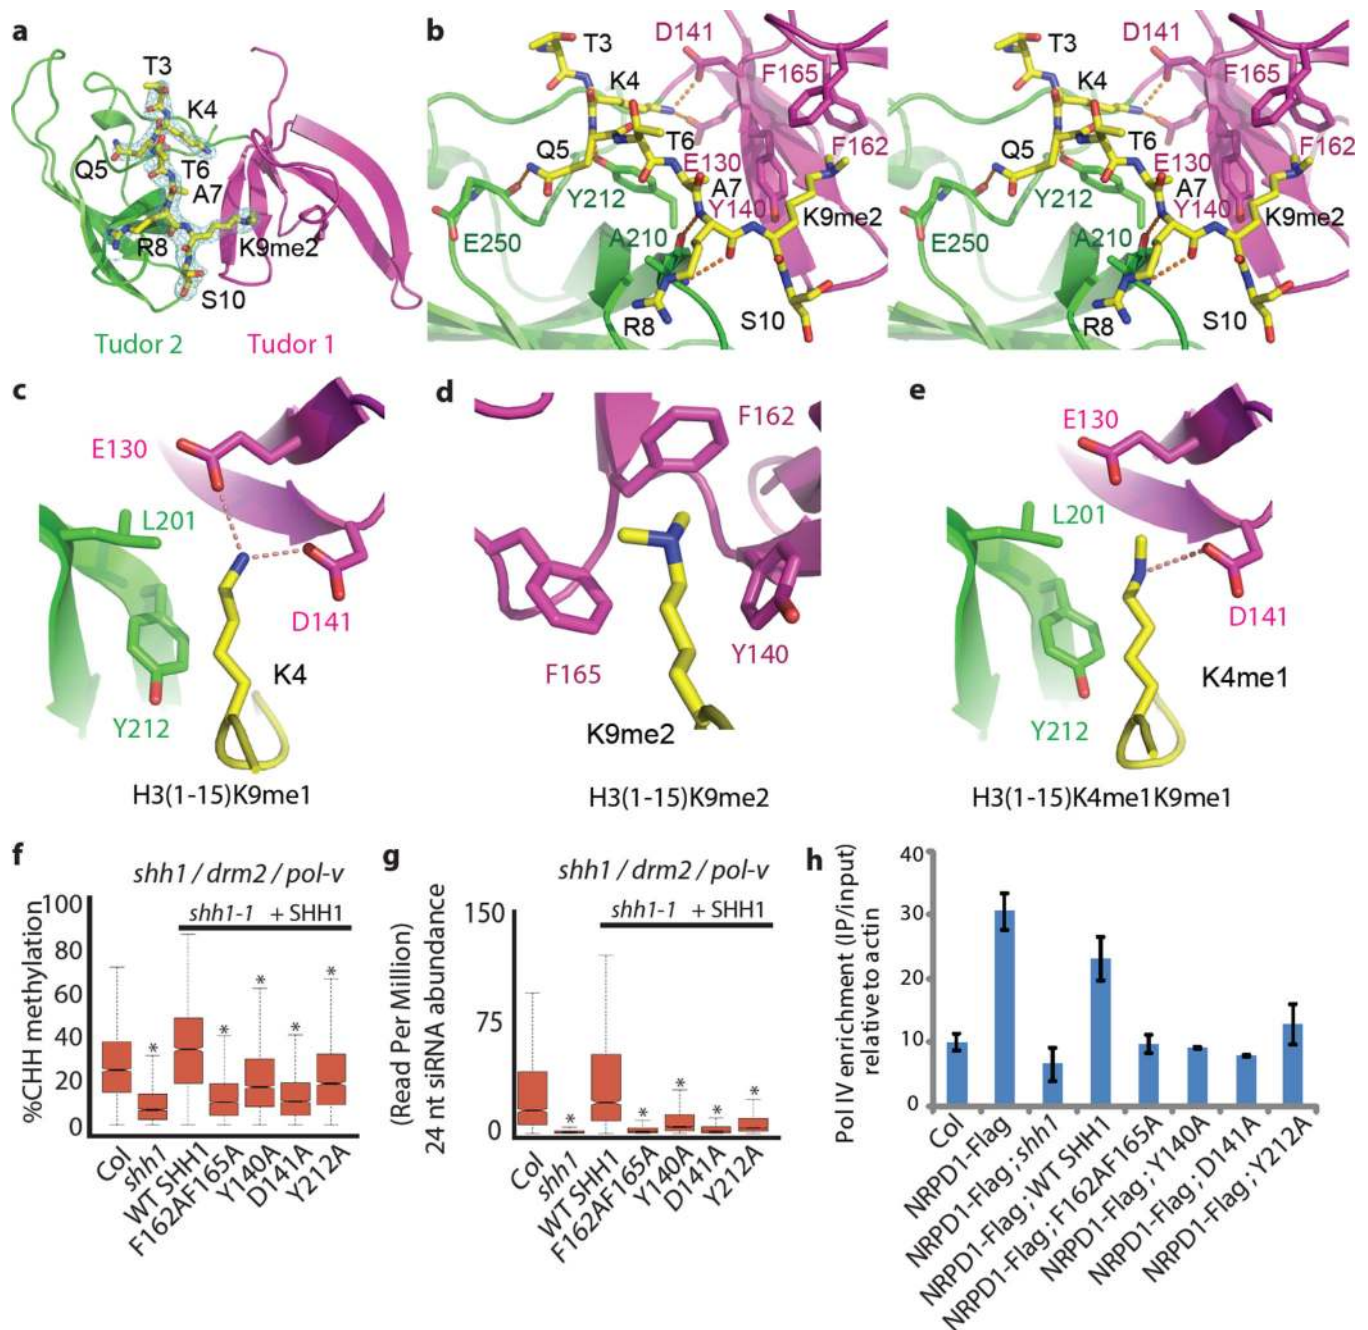 a
T3
K4
Q5
T6
A7
R8
K9me2
S10
Tudor 2
Tudor 1
b
T3
D141
K4
F165
T6
Q5
E130
F162
Y212
A7
Y140
K9me2
E250
A210
R8
S10
T3
D141
K4
F165
T6
Q5
E130
F162
Y212
A7
Y140
K9me2
E250
A210
R8
S10
c
E130
L201
D141
K4
Y212
H3(1-15)K9me1
d
F162
F165
Y140
K9me2
H3(1-15)K9me2
e
E130
L201
D141
K4me1
Y212
H3(1-15)K4me1K9me1
f
shh1 / drm2 / pol-v
shh1-1 + SHH1
%CHH methylation
100
80
60
40
20
0
* * * * *
Col
shh1
WT SHH1
F162AF165A
Y140A
D141A
Y212A
g
shh1 / drm2 / pol-v
shh1-1 + SHH1
(Read Per Million)
24 nt siRNA abundance
150
75
0
* * * * *
Col
shh1
WT SHH1
F162AF165A
Y140A
D141A
Y212A
h
Pol IV enrichment (IP/input)
relative to actin
40
30
20
10
0
Col
NRPD1-Flag
NRPD1-Flag ; shh1
NRPD1-Flag ; WT SHH1
NRPD1-Flag ; F162AF165A
NRPD1-Flag ; Y140A
NRPD1-Flag ; D141A
NRPD1-Flag ; Y212A